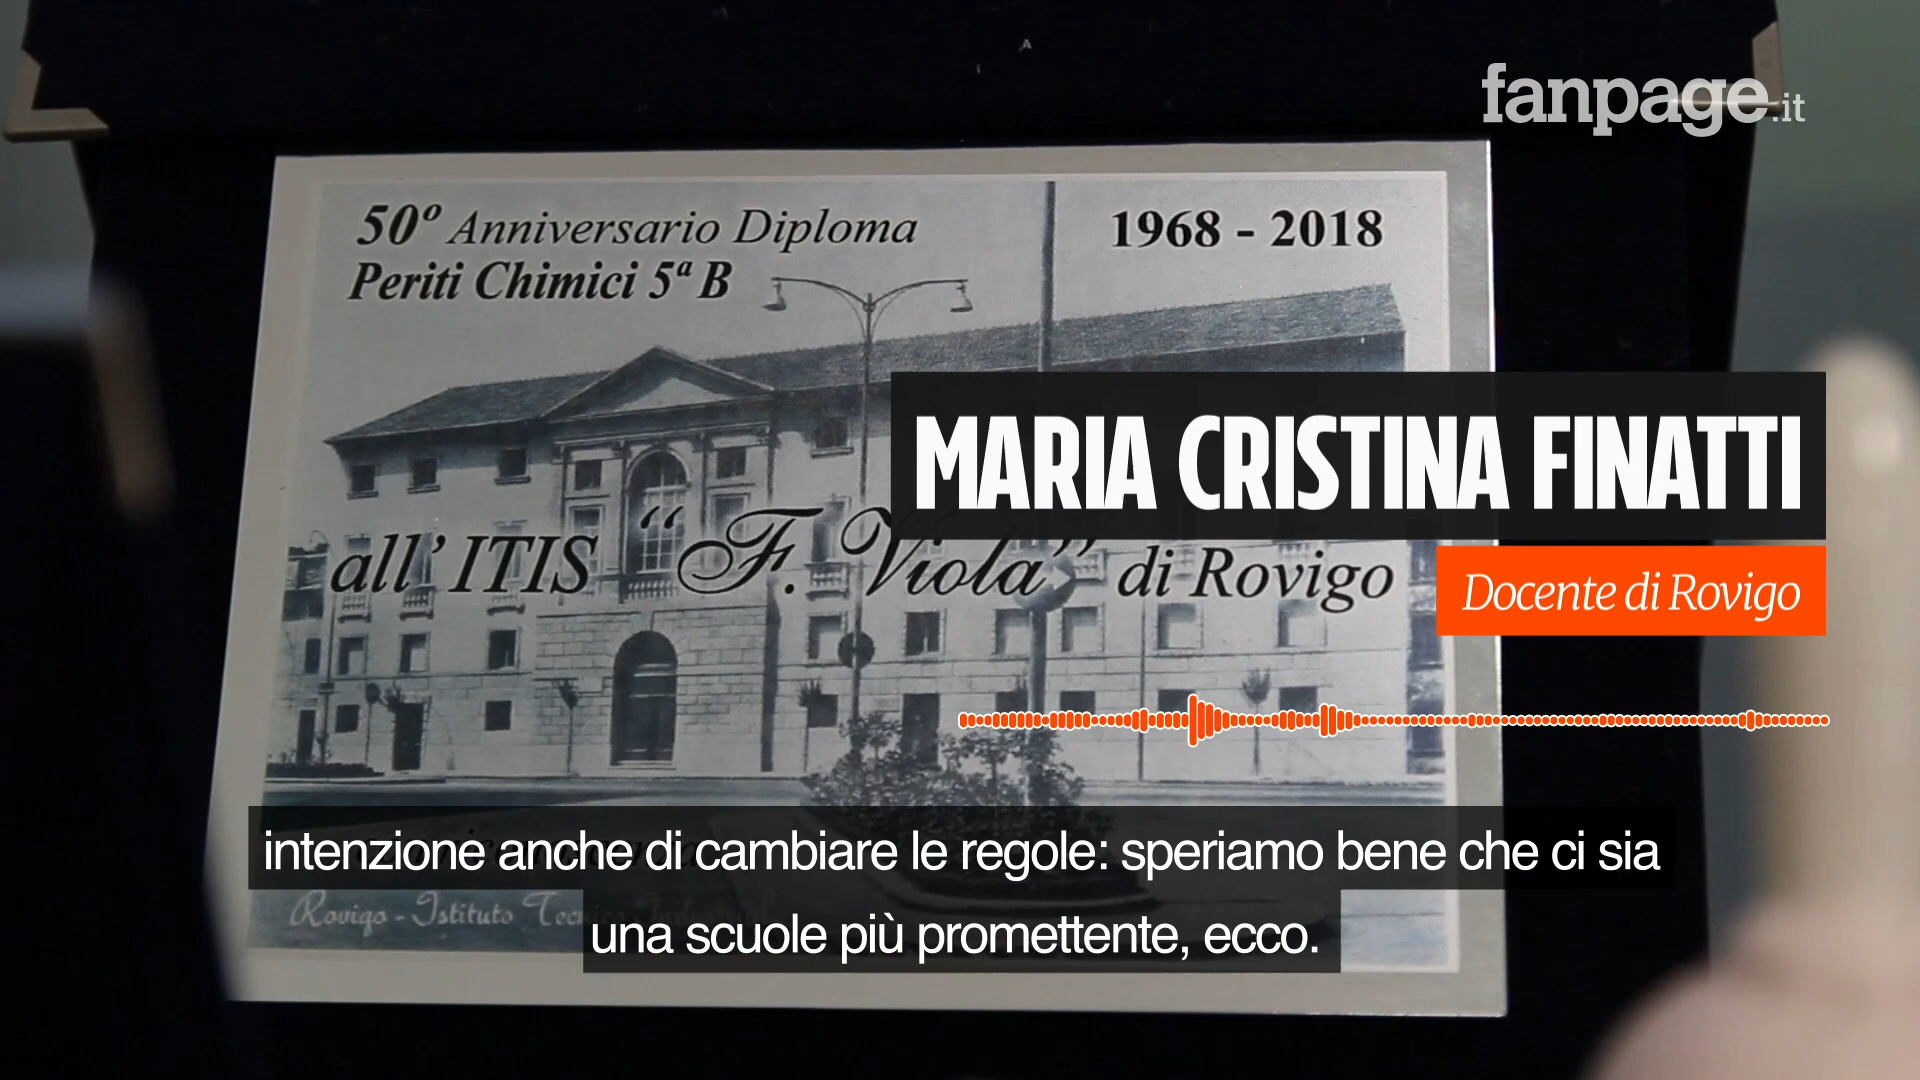 fanpage.it
50º Anniversario Diploma
1968 - 2018
Periti Chimici 5ª B
MARIA CRISTINA FINATTI
all' ITIS "F. Viola" di Rovigo
Docente di Rovigo
intenzione anche di cambiare le regole: speriamo bene che ci sia
Rovigo - Istituto
una scuole più promettente, ecco.